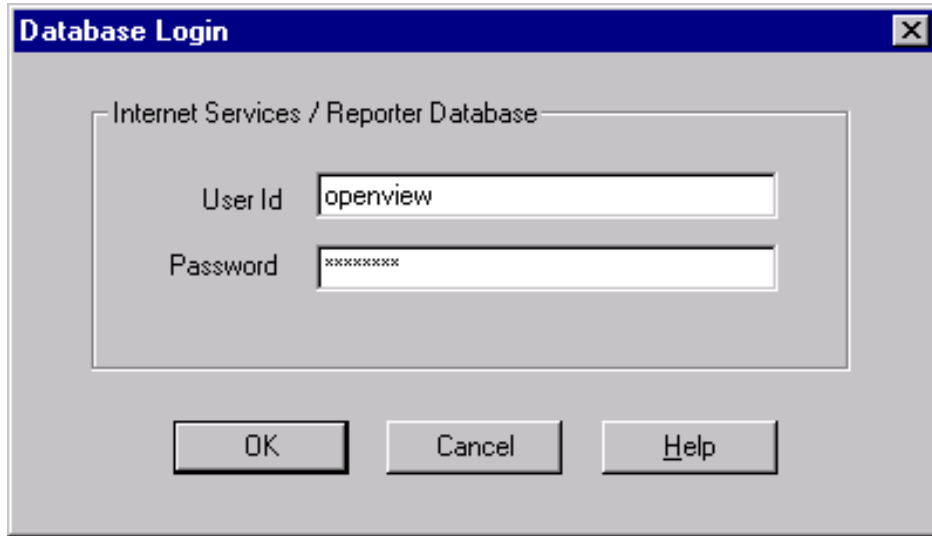 Database Login
Internet Services / Reporter Database
User Id openview
Password ********
OK Cancel Help